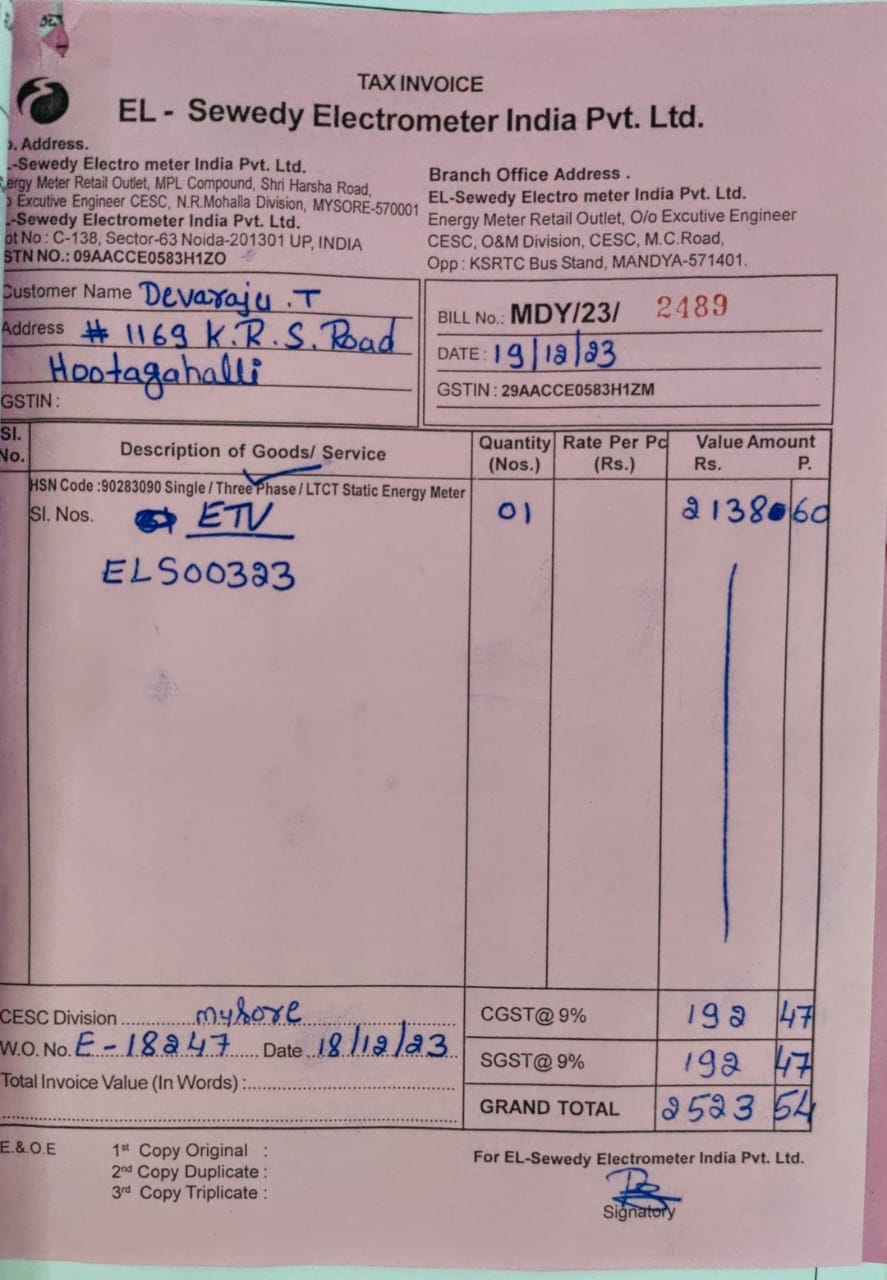 TAX INVOICE
EL - Sewedy Electrometer India Pvt. Ltd.
. Address.
-Sewedy Electro meter India Pvt. Ltd.
ergy Meter Retail Outlet, MPL Compound, Shri Harsha Road,
Excutive Engineer CESC, N.R.Mohalla Division, MYSORE-570001
-Sewedy Electrometer India Pvt. Ltd.
ot No : C-138, Sector-63 Noida-201301 UP, INDIA
STN NO.: 09AACCE0583H1ZO
Branch Office Address .
EL-Sewedy Electro meter India Pvt. Ltd.
Energy Meter Retail Outlet, O/o Excutive Engineer
CESC, O&M Division, CESC, M.C.Road,
Opp : KSRTC Bus Stand, MANDYA-571401.
Customer Name Devaraju .T
Address # 1169 K.R.S. Road
Hootagahalli
GSTIN :
BILL No.: MDY/23/ 2489
DATE : 19/12/23
GSTIN : 29AACCE0583H1ZM
Sl. No. Description of Goods/ Service Quantity (Nos.) Rate Per Pc (Rs.) Value Amount Rs. P.
HSN Code :90283090 Single / Three Phase / LTCT Static Energy Meter
Sl. Nos. ETV 01 2138 60
ELS00323
CESC Division ........... mysore
W.O. No. E-18247 Date 18/12/23
Total Invoice Value (In Words) :
CGST@ 9% 192 47
SGST@ 9% 192 47
GRAND TOTAL 2523 54
E.& O.E
1st Copy Original :
2nd Copy Duplicate :
3rd Copy Triplicate :
For EL-Sewedy Electrometer India Pvt. Ltd.
Signatory